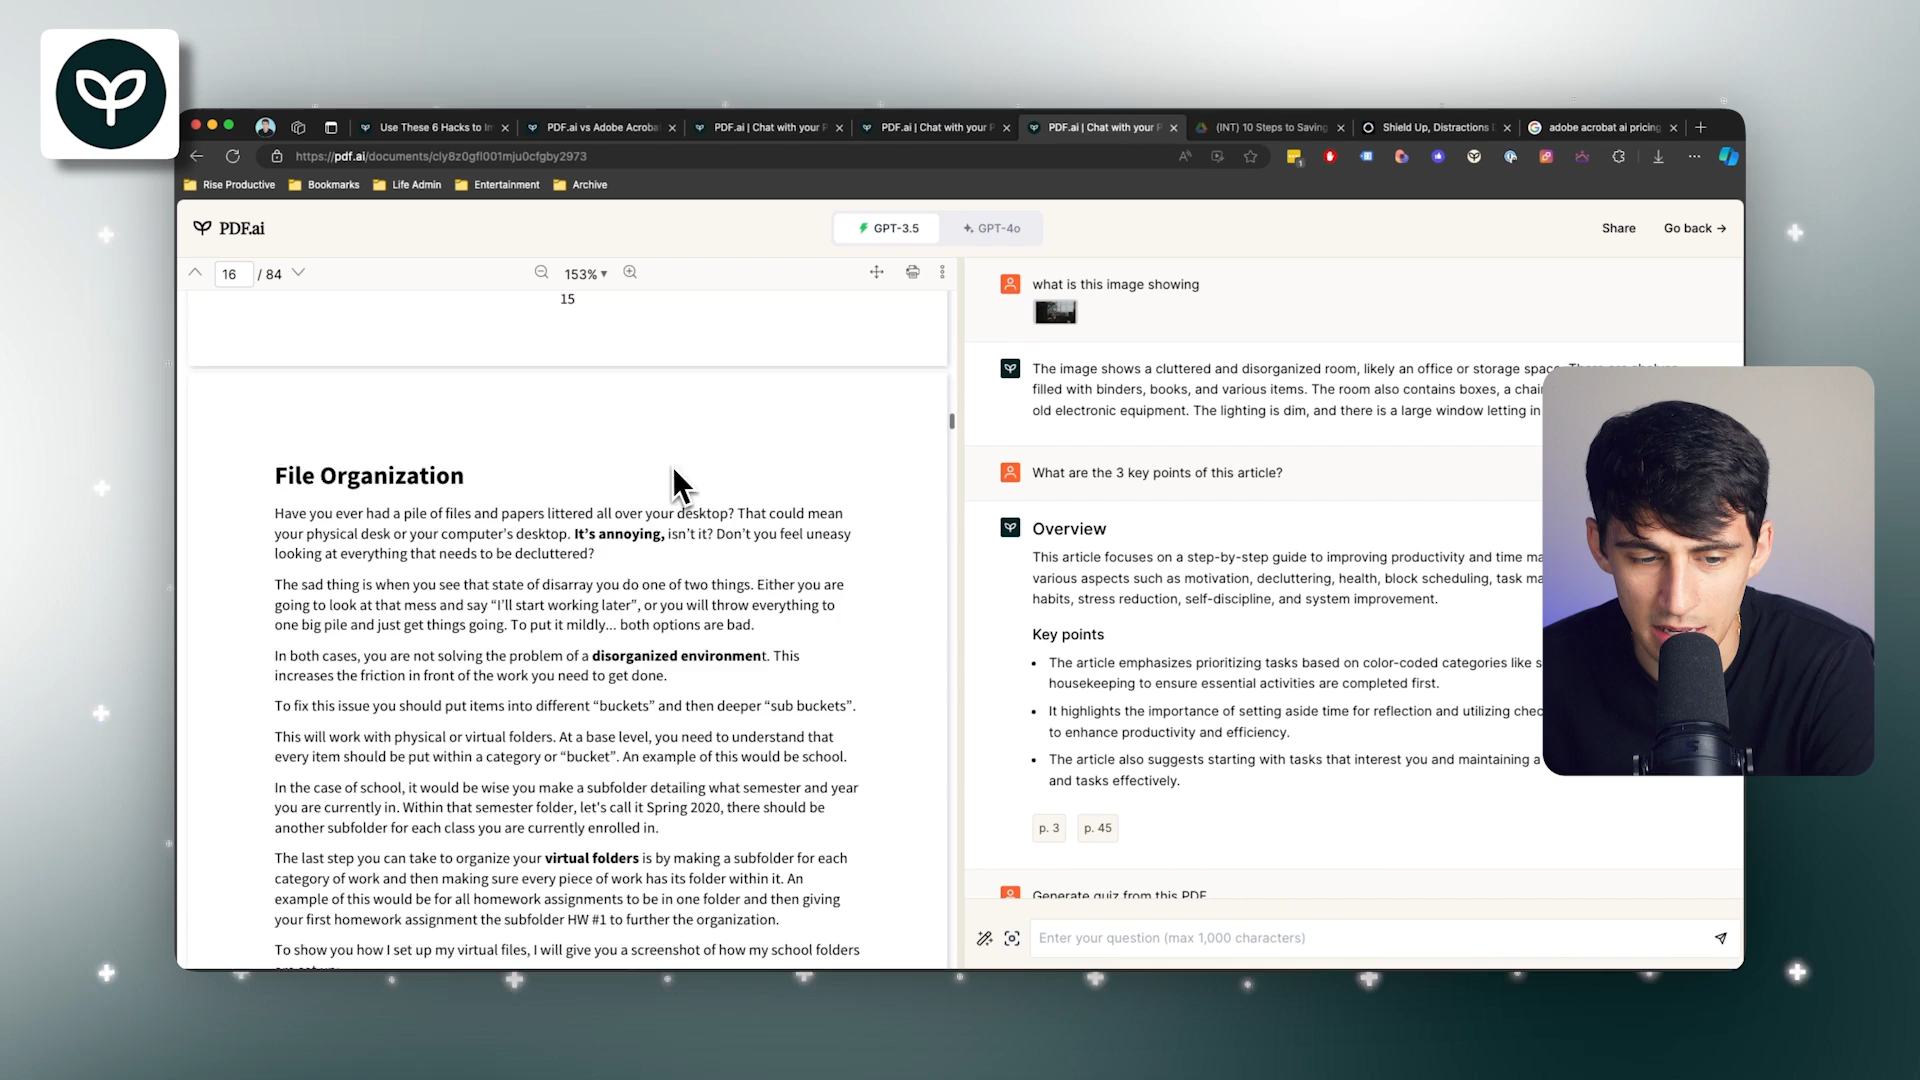 Use These 6 Hacks to Im
PDF.ai vs Adobe Acroba
PDF.ai | Chat with your P
PDF.ai | Chat with your P
PDF.ai | Chat with your P
(INT) 10 Steps to Saving
Shield Up, Distractions
adobe acrobat ai pricing
https://pdf.ai/documents/cly8z0gfl001mju0cfgby2973
Rise Productive
Bookmarks
Life Admin
Entertainment
Archive
PDF.ai
GPT-3.5
GPT-4o
Share
Go back →
16 / 84
153%
15
File Organization
Have you ever had a pile of files and papers littered all over your desktop? That could mean
your physical desk or your computer's desktop. It's annoying, isn't it? Don't you feel uneasy
looking at everything that needs to be decluttered?
The sad thing is when you see that state of disarray you do one of two things. Either you are
going to look at that mess and say “I'll start working later”, or you will throw everything to
one big pile and just get things going. To put it mildly... both options are bad.
In both cases, you are not solving the problem of a disorganized environment. This
increases the friction in front of the work you need to get done.
To fix this issue you should put items into different “buckets” and then deeper “sub buckets”.
This will work with physical or virtual folders. At a base level, you need to understand that
every item should be put within a category or “bucket”. An example of this would be school.
In the case of school, it would be wise you make a subfolder detailing what semester and year
you are currently in. Within that semester folder, let's call it Spring 2020, there should be
another subfolder for each class you are currently enrolled in.
The last step you can take to organize your virtual folders is by making a subfolder for each
category of work and then making sure every piece of work has its folder within it. An
example of this would be for all homework assignments to be in one folder and then giving
your first homework assignment the subfolder HW #1 to further the organization.
To show you how I set up my virtual files, I will give you a screenshot of how my school folders
what is this image showing
The image shows a cluttered and disorganized room, likely an office or storage space.
filled with binders, books, and various items. The room also contains boxes, a chai
old electronic equipment. The lighting is dim, and there is a large window letting in
What are the 3 key points of this article?
Overview
This article focuses on a step-by-step guide to improving productivity and time ma
various aspects such as motivation, decluttering, health, block scheduling, task ma
habits, stress reduction, self-discipline, and system improvement.
Key points
• The article emphasizes prioritizing tasks based on color-coded categories like s
housekeeping to ensure essential activities are completed first.
• It highlights the importance of setting aside time for reflection and utilizing chec
to enhance productivity and efficiency.
• The article also suggests starting with tasks that interest you and maintaining a
and tasks effectively.
p. 3
p. 45
Generate quiz from this PDF
Enter your question (max 1,000 characters)